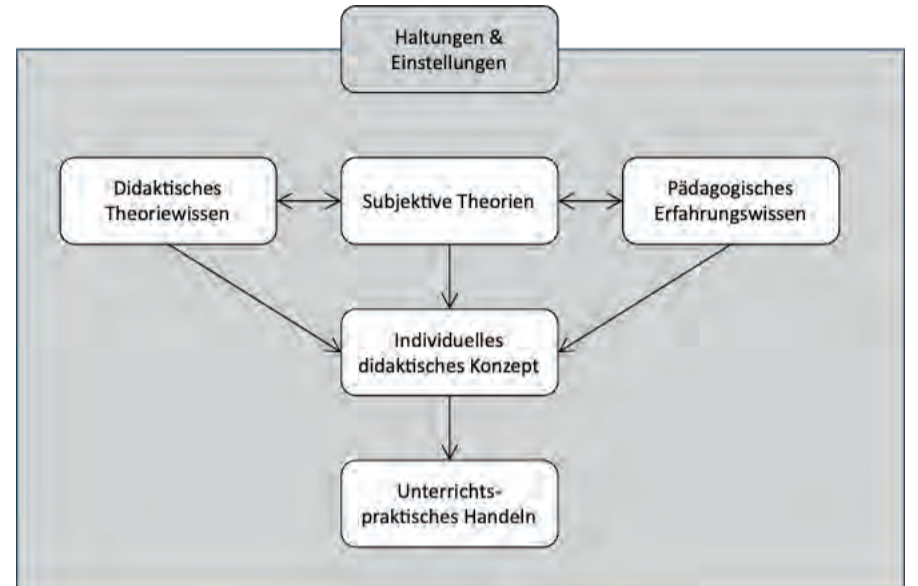 Haltungen &
Einstellungen
Didaktisches
Theoriewissen
Subjektive Theorien
Pädagogisches
Erfahrungswissen
Individuelles
didaktisches Konzept
Unterrichts-
praktisches Handeln